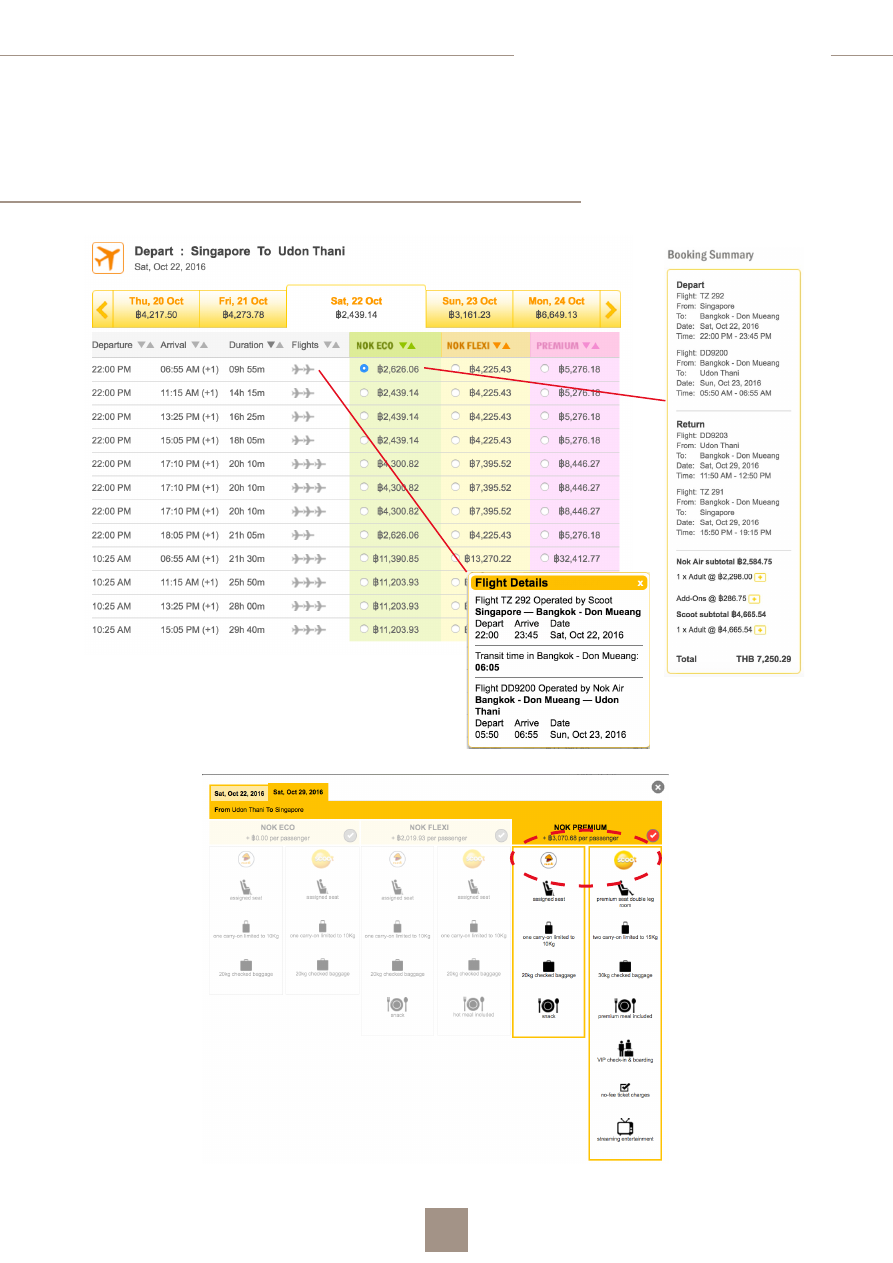 Depart : Singapore To Udon Thani
Sat, Oct 22, 2016
Thu, 20 Oct Fri, 21 Oct Sat, 22 Oct Sun, 23 Oct Mon, 24 Oct
฿4,217.50 ฿4,273.78 ฿2,439.14 ฿3,161.23 ฿6,649.13
Departure Arrival Duration Flights NOK ECO NOK FLEXI PREMIUM
22:00 PM 06:55 AM (+1) 09h 55m ฿2,626.06 ฿4,225.43 ฿5,276.18
22:00 PM 11:15 AM (+1) 14h 15m ฿2,439.14 ฿4,225.43 ฿5,276.18
22:00 PM 13:25 PM (+1) 16h 25m ฿2,439.14 ฿4,225.43 ฿5,276.18
22:00 PM 15:05 PM (+1) 18h 05m ฿2,439.14 ฿4,225.43 ฿5,276.18
22:00 PM 17:10 PM (+1) 20h 10m ฿4,300.82 ฿7,395.52 ฿8,446.27
22:00 PM 17:10 PM (+1) 20h 10m ฿4,300.82 ฿7,395.52 ฿8,446.27
22:00 PM 17:10 PM (+1) 20h 10m ฿4,300.82 ฿7,395.52 ฿8,446.27
22:00 PM 18:05 PM (+1) 21h 05m ฿2,626.06 ฿4,225.43 ฿5,276.18
10:25 AM 06:55 AM (+1) 21h 30m ฿11,390.85 ฿13,270.22 ฿32,412.77
10:25 AM 11:15 AM (+1) 25h 50m ฿11,203.93
10:25 AM 13:25 PM (+1) 28h 00m ฿11,203.93
10:25 AM 15:05 PM (+1) 29h 40m ฿11,203.93
Flight Details x
Flight TZ 292 Operated by Scoot
Singapore — Bangkok - Don Mueang
Depart Arrive Date
22:00 23:45 Sat, Oct 22, 2016
Transit time in Bangkok - Don Mueang:
06:05
Flight DD9200 Operated by Nok Air
Bangkok - Don Mueang — Udon
Thani
Depart Arrive Date
05:50 06:55 Sun, Oct 23, 2016
Booking Summary
Depart
Flight: TZ 292
From: Singapore
To: Bangkok - Don Mueang
Date: Sat, Oct 22, 2016
Time: 22:00 PM - 23:45 PM
Flight: DD9200
From: Bangkok - Don Mueang
To: Udon Thani
Date: Sun, Oct 23, 2016
Time: 05:50 AM - 06:55 AM
Return
Flight: DD9203
From: Udon Thani
To: Bangkok - Don Mueang
Date: Sat, Oct 29, 2016
Time: 11:50 AM - 12:50 PM
Flight: TZ 291
From: Bangkok - Don Mueang
To: Singapore
Date: Sat, Oct 29, 2016
Time: 15:50 PM - 19:15 PM
Nok Air subtotal ฿2,584.75
1 x Adult @ ฿2,298.00 +
Add-Ons @ ฿286.75 +
Scoot subtotal ฿4,665.54
1 x Adult @ ฿4,665.54 +
Total THB 7,250.29
Sat, Oct 22, 2016 Sat, Oct 29, 2016
From Udon Thani To Singapore
NOK ECO NOK FLEXI NOK PREMIUM
+ ฿0.00 per passenger + ฿2,019.93 per passenger + ฿3,070.68 per passenger
scoot scoot scoot
assigned seat assigned seat assigned seat assigned seat assigned seat premium seat double leg
room
one carry-on limited to 10Kg one carry-on limited to 10Kg one carry-on limited to 10Kg one carry-on limited to 10Kg one carry-on limited to two carry-on limited to 15Kg
10Kg
20kg checked baggage 20kg checked baggage 20kg checked baggage 20kg checked baggage 20kg checked baggage 30kg checked baggage
snack hot meal included snack premium meal included
VIP check-in & boarding
no-fee ticket charges
streaming entertainment